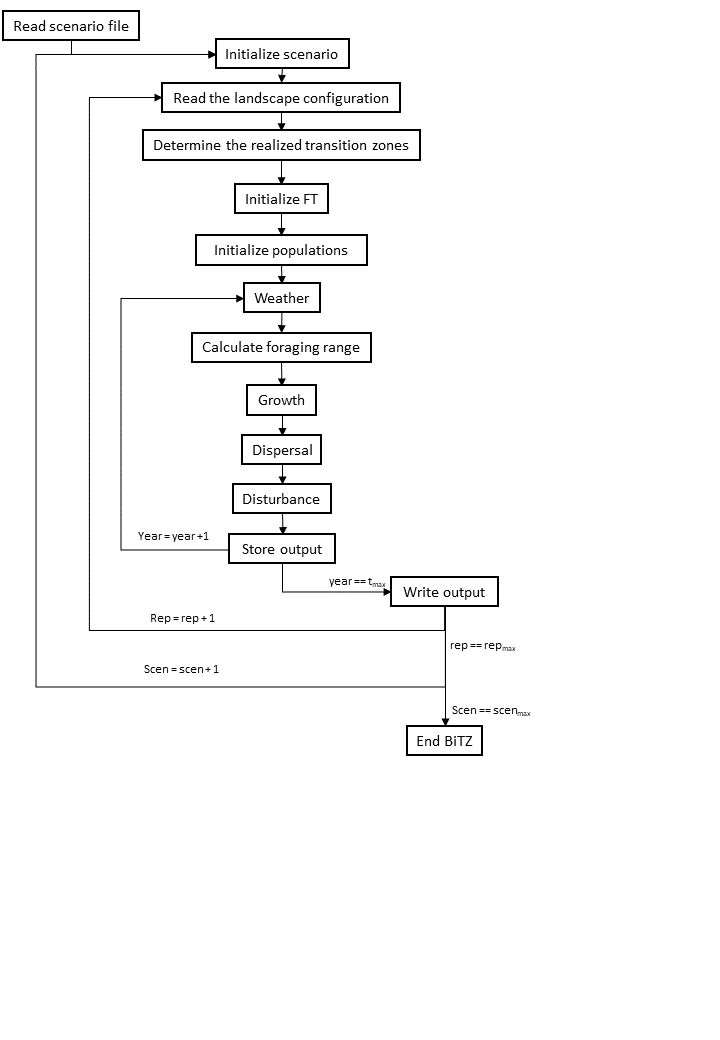 Read scenario file
Initialize scenario
Read the landscape configuration
Determine the realized transition zones
Initialize FT
Initialize populations
Weather
Calculate foraging range
Growth
Dispersal
Disturbance
Year = year +1
Store output
year == tmax
Write output
Rep = rep + 1
rep == repmax
Scen = scen + 1
Scen == scenmax
End BiTZ